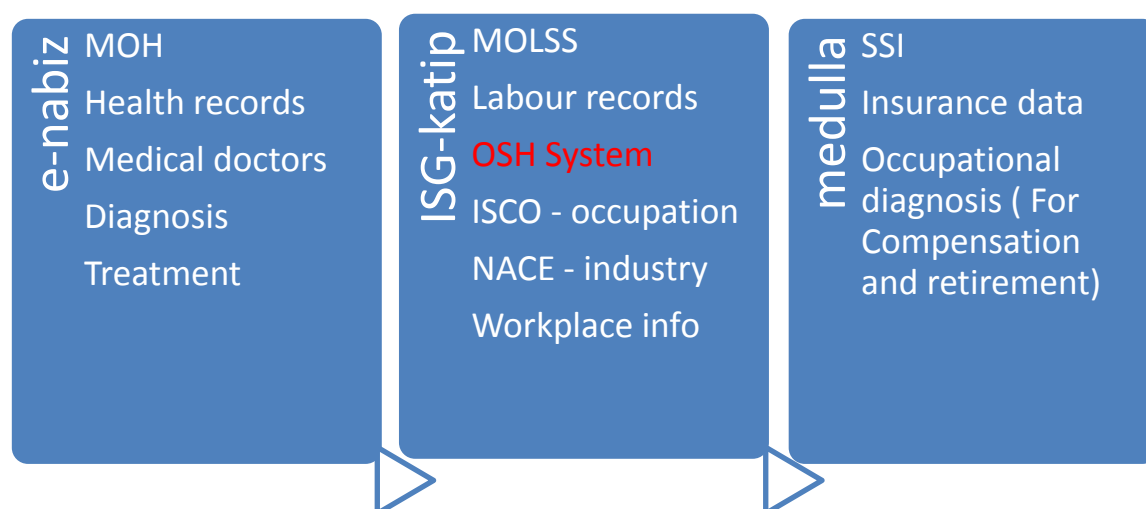 e-nabiz
MOH
Health records
Medical doctors
Diagnosis
Treatment
ISG-katip
MOLSS
Labour records
OSH System
ISCO - occupation
NACE - industry
Workplace info
medulla
SSI
Insurance data
Occupational
diagnosis ( For
Compensation
and retirement)